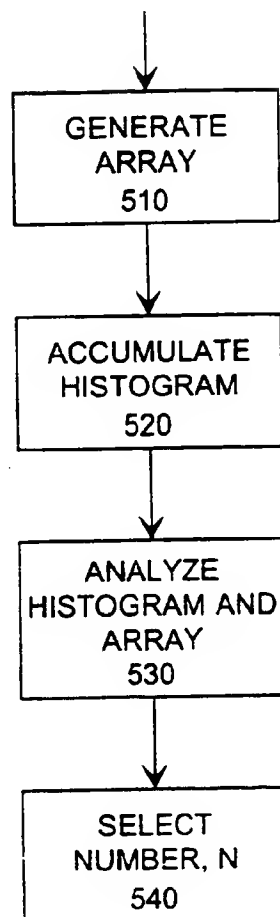 GENERATE
ARRAY
510
ACCUMULATE
HISTOGRAM
520
ANALYZE
HISTOGRAM AND
ARRAY
530
SELECT
NUMBER, N
540